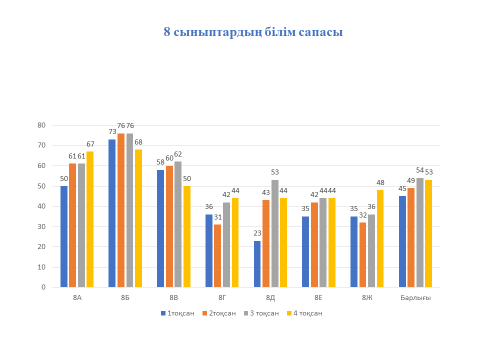 8 сыныптардың білім сапасы
80
70
60
50
40
30
20
10
0
50 61 61 67
73 76 76 68
58 60 62 50
36 31 42 44
23 43 53 44
35 42 44 44
35 32 36 48
45 49 54 53
8А 8Б 8В 8Г 8Д 8Е 8Ж Барлығы
1тоқсан 2тоқсан 3 тоқсан 4 тоқсан